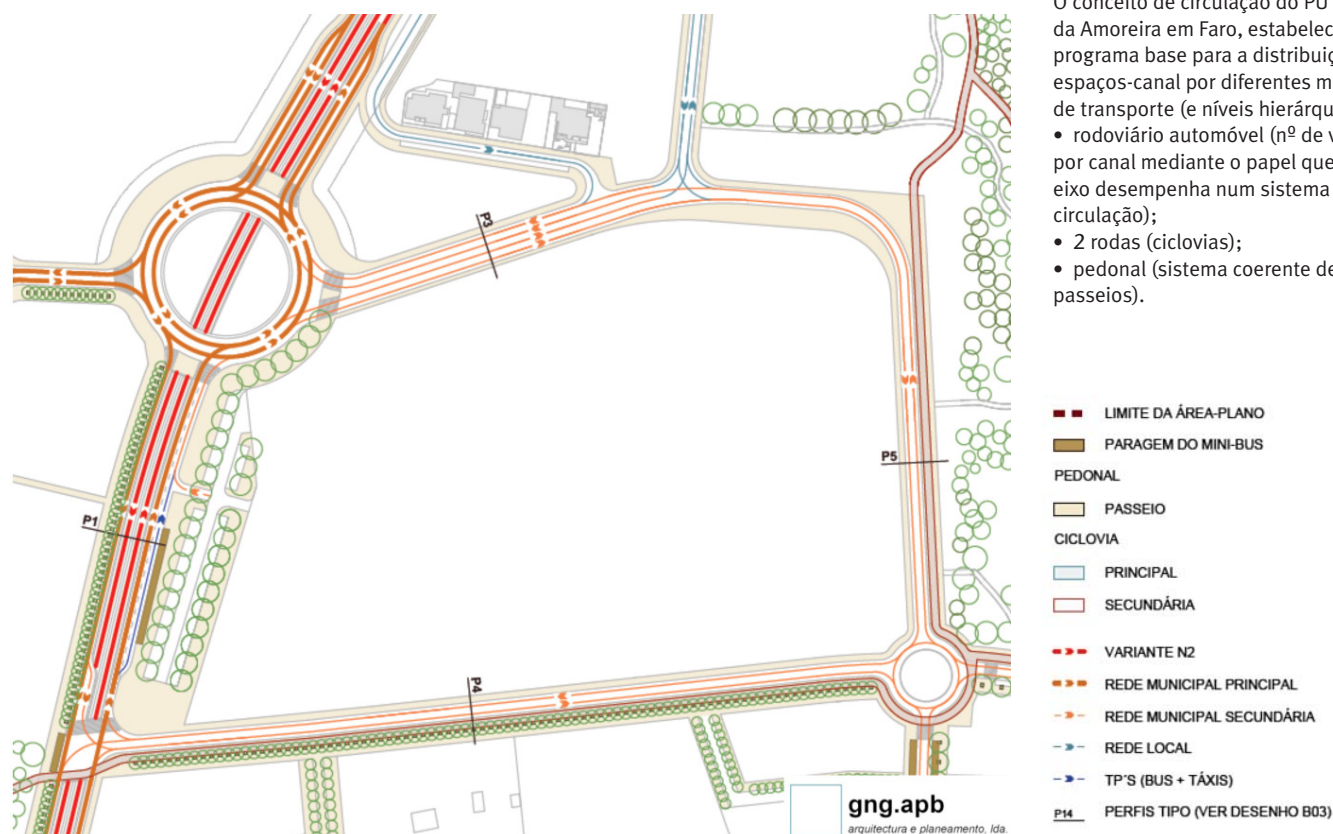 O conceito de circulação do PU
da Amoreira em Faro, estabelec
programa base para a distribuiç
espaços-canal por diferentes m
de transporte (e níveis hierárqu
• rodoviário automóvel (nº de v
por canal mediante o papel que
eixo desempenha num sistema
circulação);
• 2 rodas (ciclovias);
• pedonal (sistema coerente de
passeios).
P3
P5
P1
P4
LIMITE DA ÁREA-PLANO
PARAGEM DO MINI-BUS
PEDONAL
PASSEIO
CICLOVIA
PRINCIPAL
SECUNDÁRIA
VARIANTE N2
REDE MUNICIPAL PRINCIPAL
REDE MUNICIPAL SECUNDÁRIA
REDE LOCAL
TP´S (BUS + TÁXIS)
P14 PERFIS TIPO (VER DESENHO B03)
gng.apb
arquitectura e planeamento, lda.